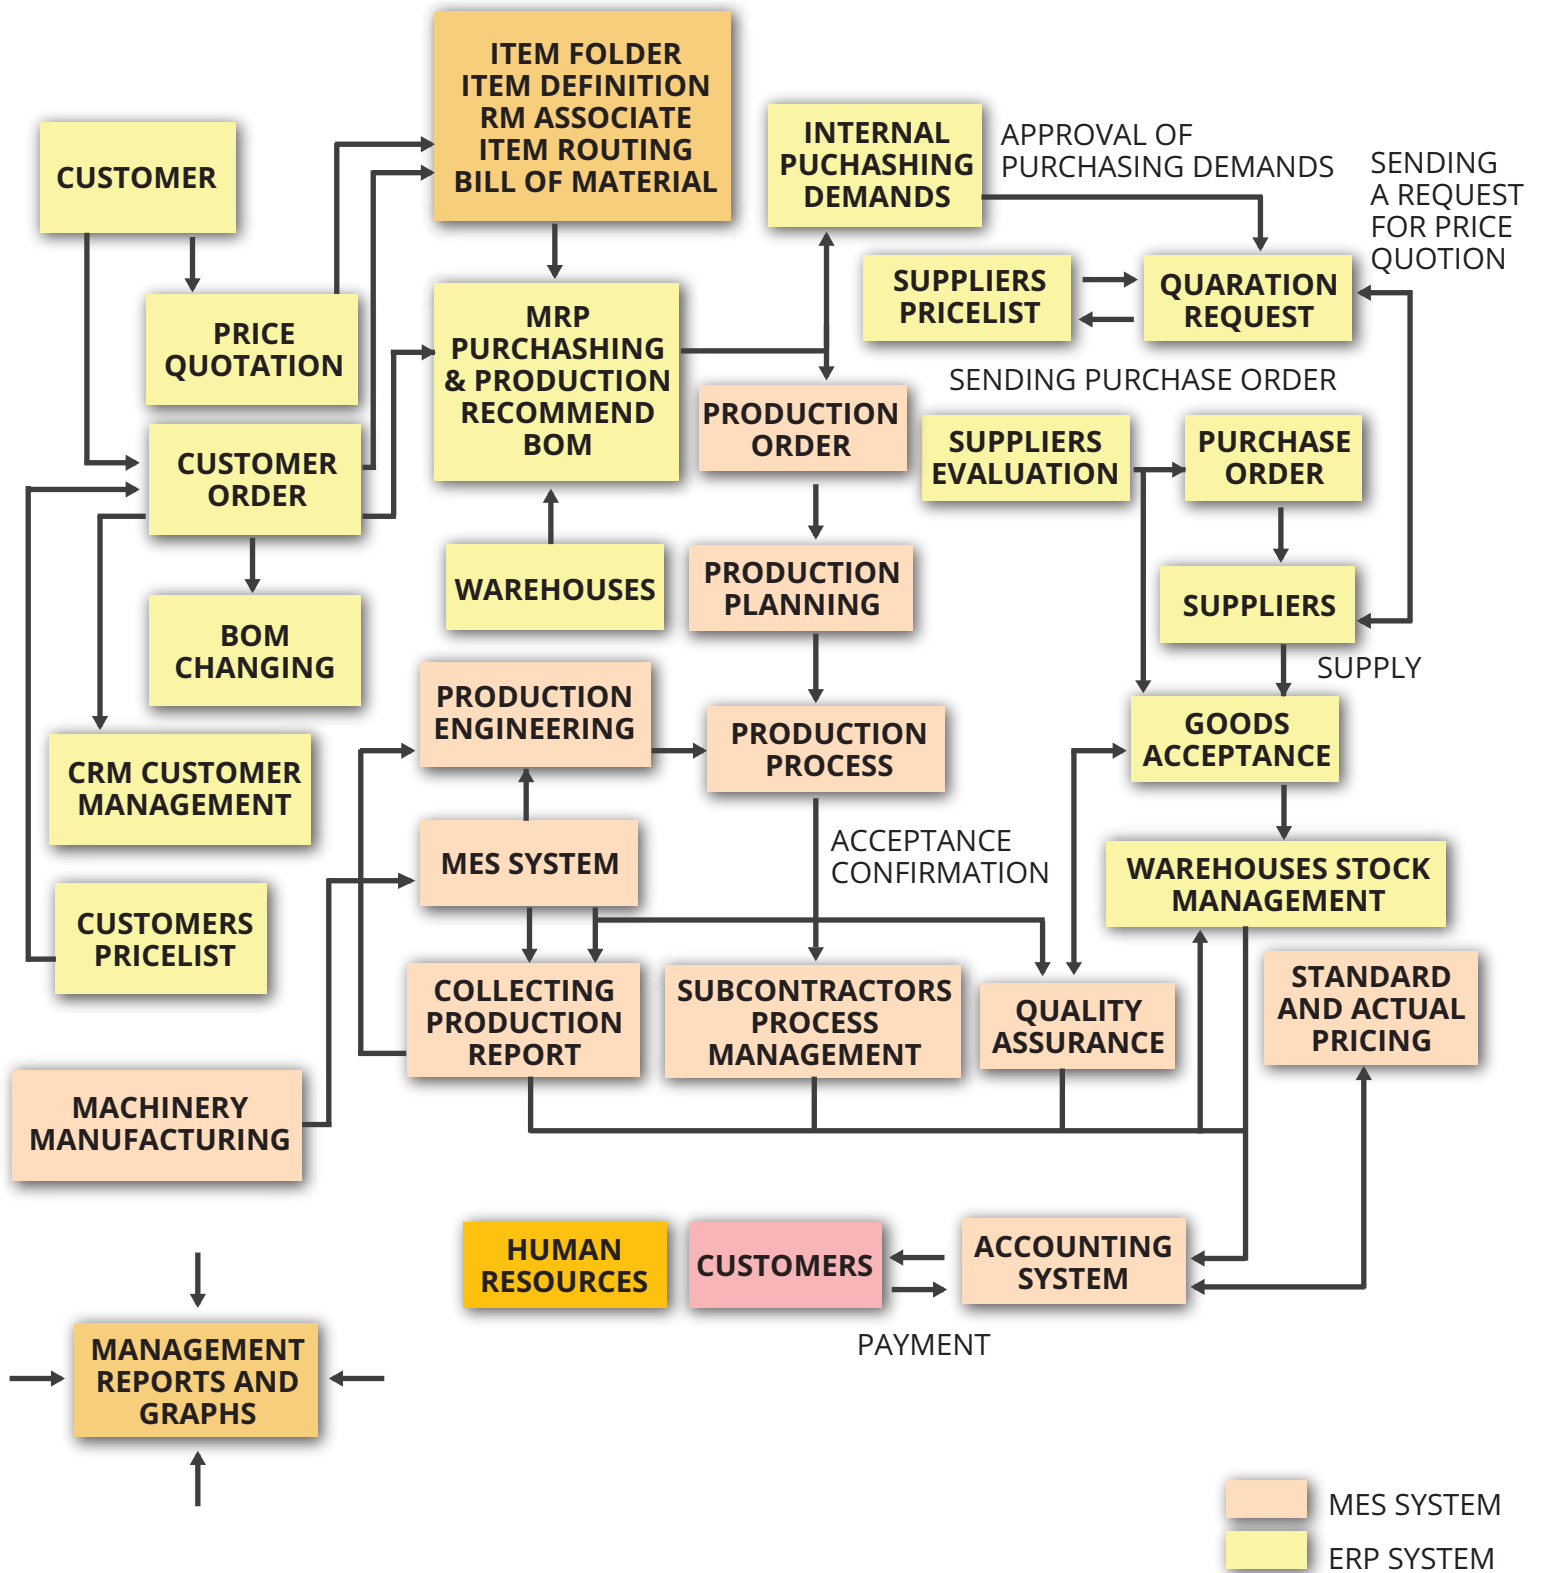 ITEM FOLDER
ITEM DEFINITION
RM ASSOCIATE
ITEM ROUTING
BILL OF MATERIAL
CUSTOMER
INTERNAL
PUCHASHING
DEMANDS
APPROVAL OF
PURCHASING DEMANDS
SENDING
A REQUEST
FOR PRICE
QUOTION
SUPPLIERS
PRICELIST
QUARATION
REQUEST
PRICE
QUOTATION
MRP
PURCHASHING
& PRODUCTION
RECOMMEND
BOM
SENDING PURCHASE ORDER
PRODUCTION
ORDER
SUPPLIERS
EVALUATION
PURCHASE
ORDER
CUSTOMER
ORDER
WAREHOUSES
PRODUCTION
PLANNING
SUPPLIERS
BOM
CHANGING
SUPPLY
PRODUCTION
ENGINEERING
PRODUCTION
PROCESS
GOODS
ACCEPTANCE
CRM CUSTOMER
MANAGEMENT
MES SYSTEM
ACCEPTANCE
CONFIRMATION
WAREHOUSES STOCK
MANAGEMENT
CUSTOMERS
PRICELIST
COLLECTING
PRODUCTION
REPORT
SUBCONTRACTORS
PROCESS
MANAGEMENT
QUALITY
ASSURANCE
STANDARD
AND ACTUAL
PRICING
MACHINERY
MANUFACTURING
HUMAN
RESOURCES
CUSTOMERS
ACCOUNTING
SYSTEM
PAYMENT
MANAGEMENT
REPORTS AND
GRAPHS
MES SYSTEM
ERP SYSTEM